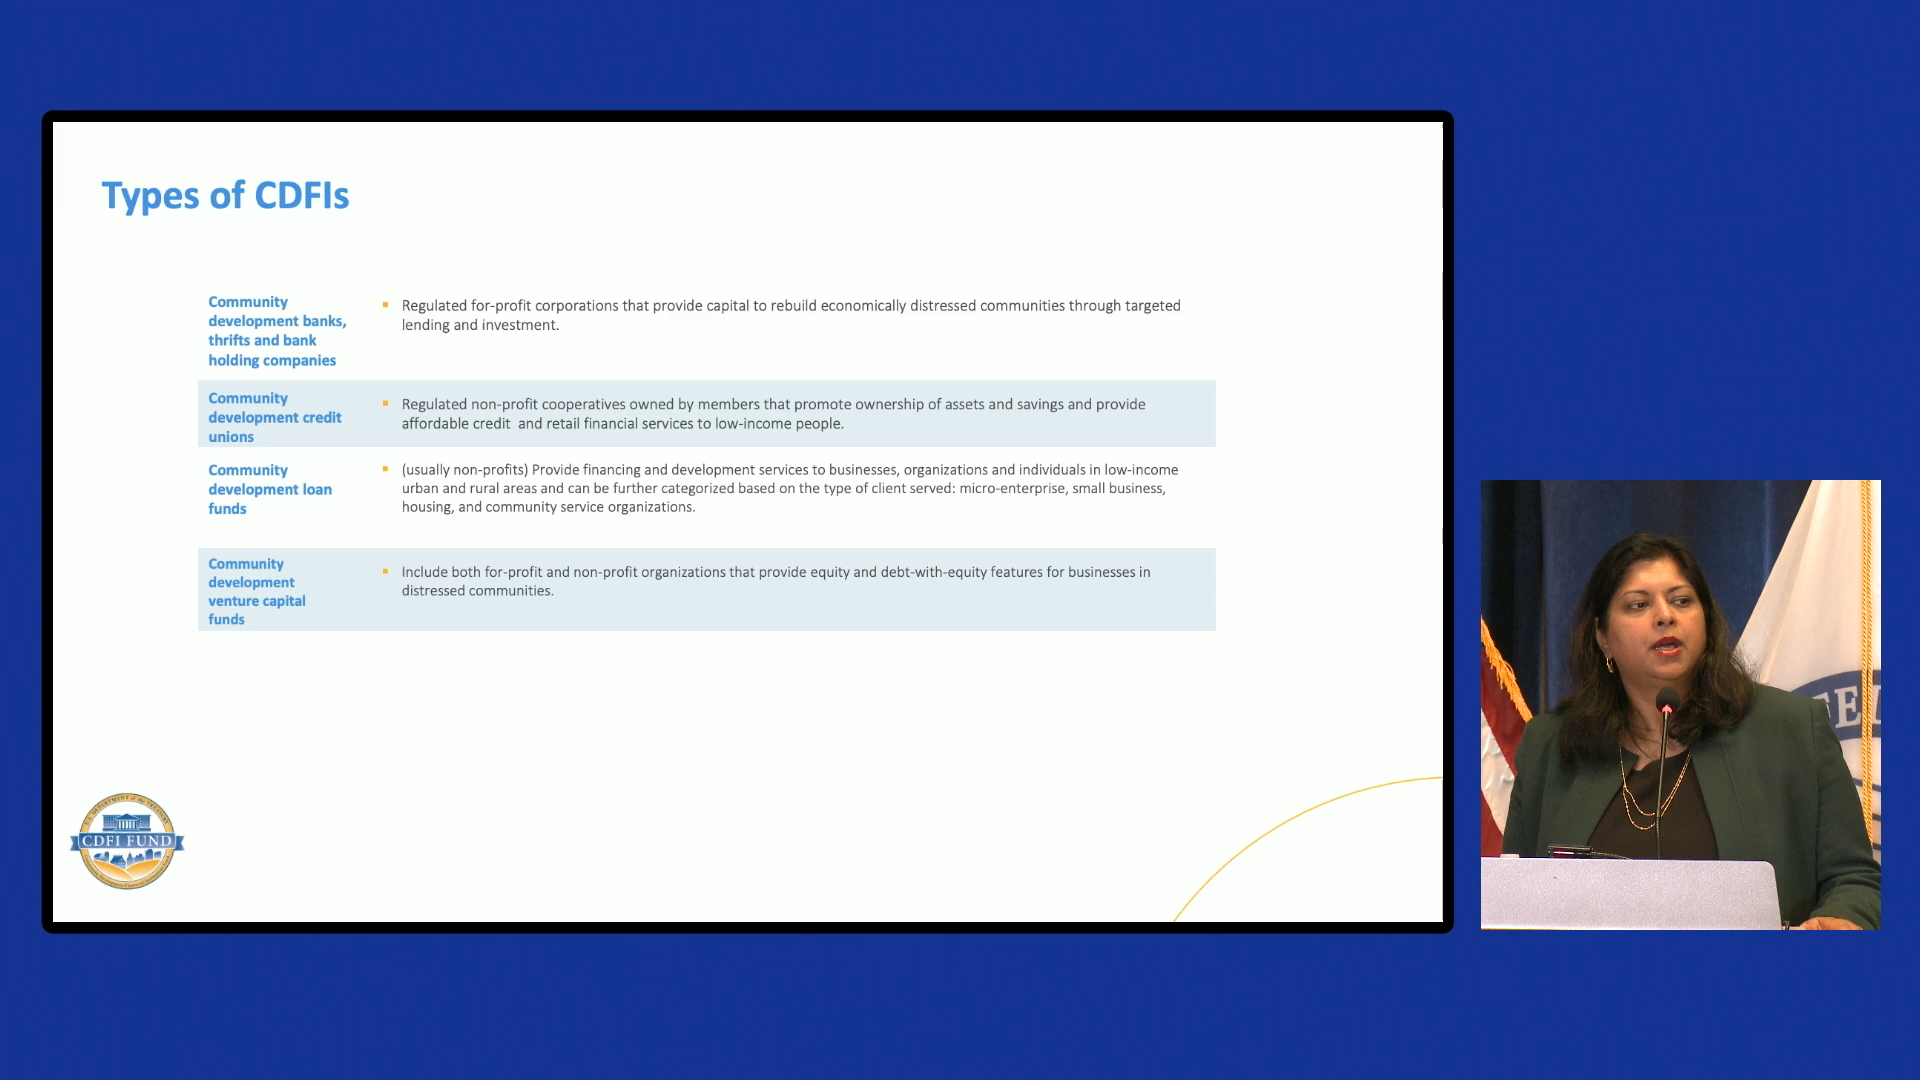 Types of CDFIs
Community
development banks,
thrifts and bank
holding companies
Regulated for-profit corporations that provide capital to rebuild economically distressed communities through targeted
lending and investment.
Community
development credit
unions
Regulated non-profit cooperatives owned by members that promote ownership of assets and savings and provide
affordable credit  and retail financial services to low-income people.
Community
development loan
funds
(usually non-profits) Provide financing and development services to businesses, organizations and individuals in low-income
urban and rural areas and can be further categorized based on the type of client served: micro-enterprise, small business,
housing, and community service organizations.
Community
development
venture capital
funds
Include both for-profit and non-profit organizations that provide equity and debt-with-equity features for businesses in
distressed communities.
CDFI FUND